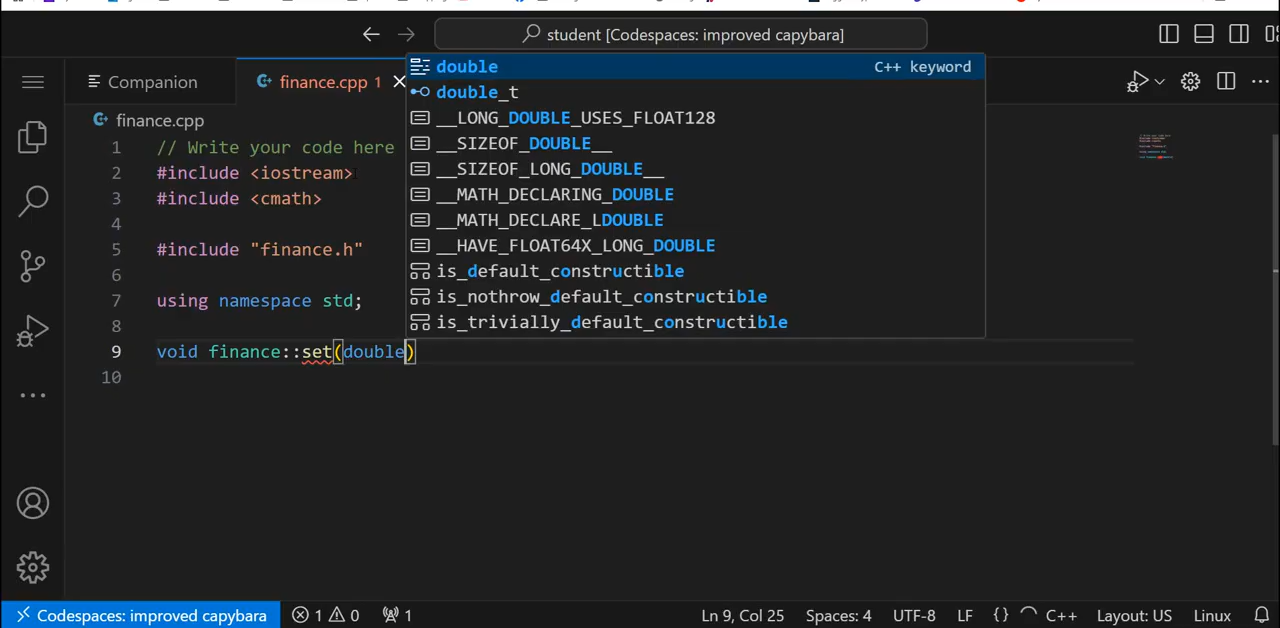 student [Codespaces: improved capybara]
Companion
finance.cpp 1
finance.cpp
double C++ keyword
double_t
__LONG_DOUBLE_USES_FLOAT128
__SIZEOF_DOUBLE__
__SIZEOF_LONG_DOUBLE__
__MATH_DECLARING_DOUBLE
__MATH_DECLARE_LDOUBLE
__HAVE_FLOAT64X_LONG_DOUBLE
is_default_constructible
is_nothrow_default_constructible
is_trivially_default_constructible
1 // Write your code here
2 #include <iostream>
3 #include <cmath>
4
5 #include "finance.h"
6
7 using namespace std;
8
9 void finance::set(double)
10
Codespaces: improved capybara 1 0 1 Ln 9, Col 25 Spaces: 4 UTF-8 LF {} C++ Layout: US Linux